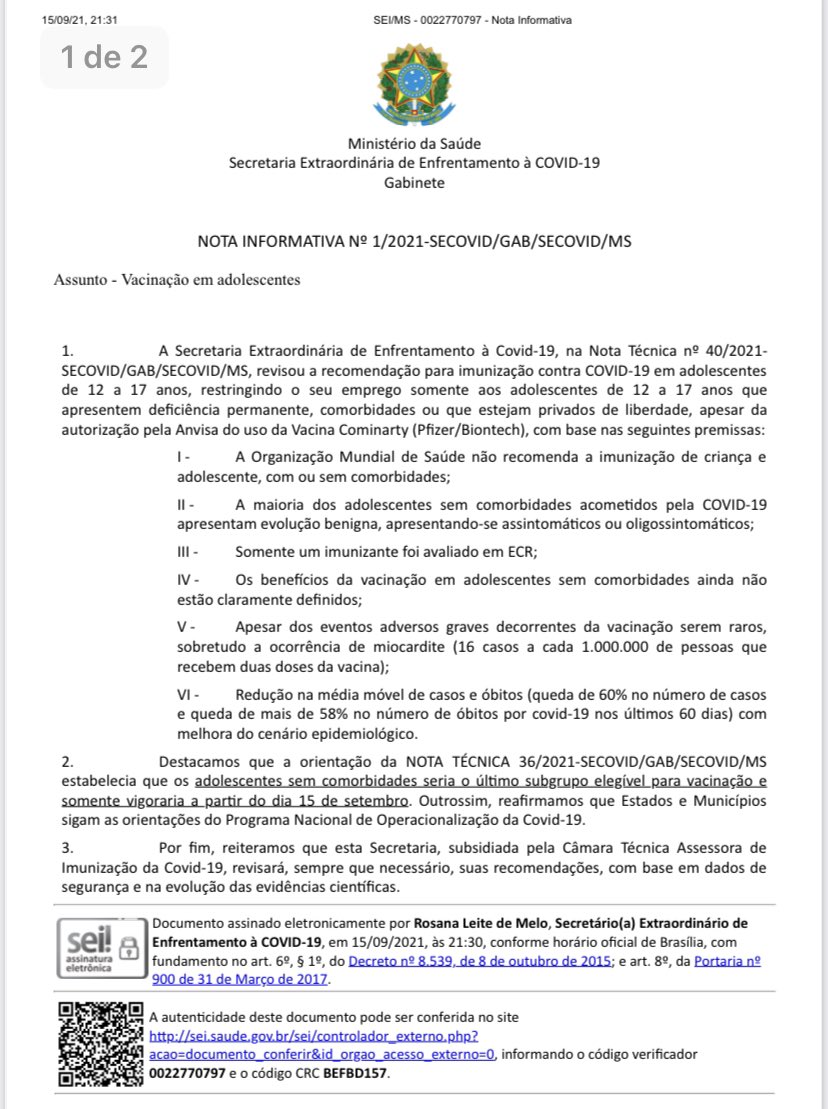 15/09/21, 21:31 SEI/MS - 0022770797 - Nota Informativa
1 de 2
Ministério da Saúde
Secretaria Extraordinária de Enfrentamento à COVID-19
Gabinete
NOTA INFORMATIVA Nº 1/2021-SECOVID/GAB/SECOVID/MS
Assunto - Vacinação em adolescentes
1. A Secretaria Extraordinária de Enfrentamento à Covid-19, na Nota Técnica nº 40/2021-
SECOVID/GAB/SECOVID/MS, revisou a recomendação para imunização contra COVID-19 em adolescentes
de 12 a 17 anos, restringindo o seu emprego somente aos adolescentes de 12 a 17 anos que
apresentem deficiência permanente, comorbidades ou que estejam privados de liberdade, apesar da
autorização pela Anvisa do uso da Vacina Cominarty (Pfizer/Biontech), com base nas seguintes premissas:
I - A Organização Mundial de Saúde não recomenda a imunização de criança e
adolescente, com ou sem comorbidades;
II - A maioria dos adolescentes sem comorbidades acometidos pela COVID-19
apresentam evolução benigna, apresentando-se assintomáticos ou oligossintomáticos;
III - Somente um imunizante foi avaliado em ECR;
IV - Os benefícios da vacinação em adolescentes sem comorbidades ainda não
estão claramente definidos;
V - Apesar dos eventos adversos graves decorrentes da vacinação serem raros,
sobretudo a ocorrência de miocardite (16 casos a cada 1.000.000 de pessoas que
recebem duas doses da vacina);
VI - Redução na média móvel de casos e óbitos (queda de 60% no número de casos
e queda de mais de 58% no número de óbitos por covid-19 nos últimos 60 dias) com
melhora do cenário epidemiológico.
2. Destacamos que a orientação da NOTA TÉCNICA 36/2021-SECOVID/GAB/SECOVID/MS
estabelecia que os adolescentes sem comorbidades seria o último subgrupo elegível para vacinação e
somente vigoraria a partir do dia 15 de setembro. Outrossim, reafirmamos que Estados e Municípios
sigam as orientações do Programa Nacional de Operacionalização da Covid-19.
3. Por fim, reiteramos que esta Secretaria, subsidiada pela Câmara Técnica Assessora de
Imunização da Covid-19, revisará, sempre que necessário, suas recomendações, com base em dados de
segurança e na evolução das evidências científicas.
sei!
assinatura
eletrônica
Documento assinado eletronicamente por Rosana Leite de Melo, Secretário(a) Extraordinário de
Enfrentamento à COVID-19, em 15/09/2021, às 21:30, conforme horário oficial de Brasília, com
fundamento no art. 6º, § 1º, do Decreto nº 8.539, de 8 de outubro de 2015; e art. 8º, da Portaria nº
900 de 31 de Março de 2017.
A autenticidade deste documento pode ser conferida no site
http://sei.saude.gov.br/sei/controlador_externo.php?
acao=documento_conferir&id_orgao_acesso_externo=0, informando o código verificador
0022770797 e o código CRC BEFBD157.